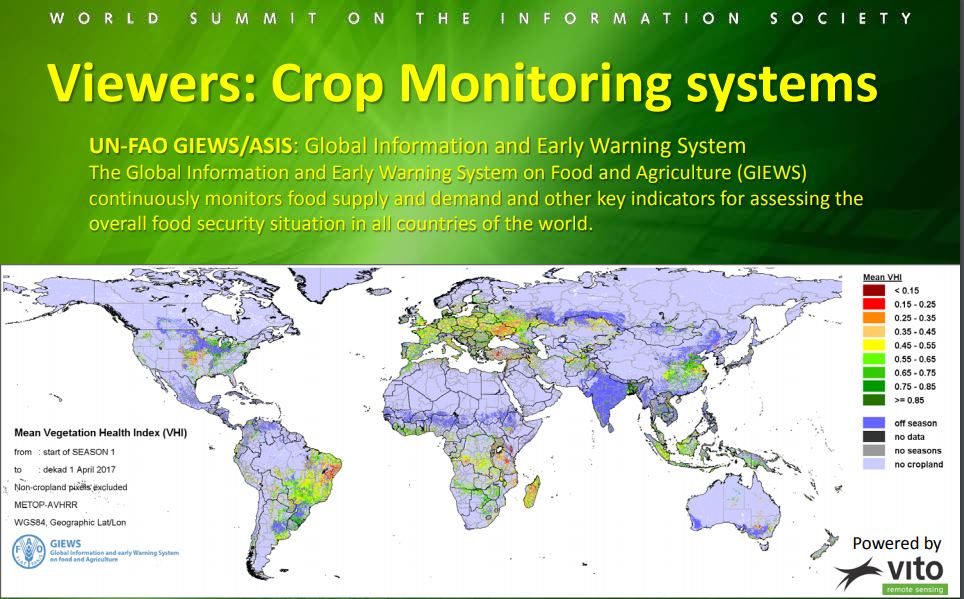 WORLD SUMMIT ON THE INFORMATION SOCIETY
Viewers: Crop Monitoring systems
UN-FAO GIEWS/ASIS: Global Information and Early Warning System
The Global Information and Early Warning System on Food and Agriculture (GIEWS)
continuously monitors food supply and demand and other key indicators for assessing the
overall food security situation in all countries of the world.
Mean VHI
< 0.15
0.15 - 0.25
0.25 - 0.35
0.35 - 0.45
0.45 - 0.55
0.55 - 0.65
0.65 - 0.75
0.75 - 0.85
>= 0.85
off season
no data
no seasons
no cropland
Mean Vegetation Health Index (VHI)
from : start of SEASON 1
to : dekad 1 April 2017
Non-cropland pixels excluded
METOP-AVHRR
WGS84, Geographic Lat/Lon
FAO
FIAT PANIS
GIEWS
Global Information and early Warning System
on food and Agriculture
Powered by
vito
remote sensing